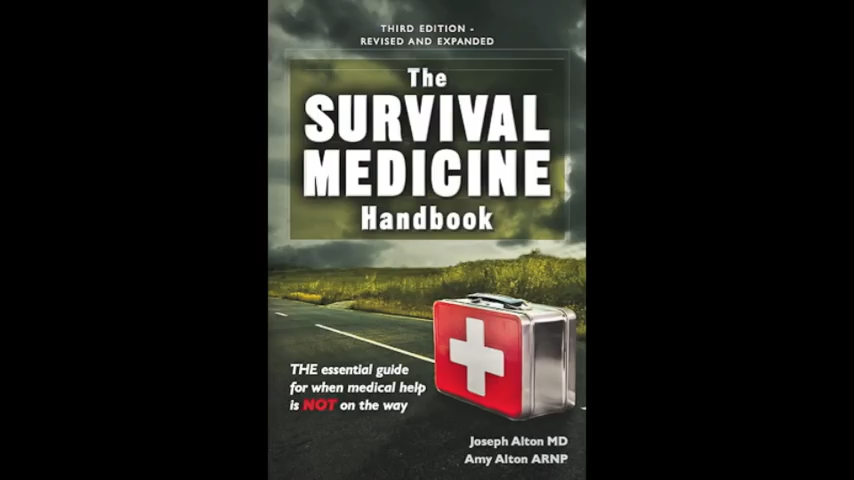 THIRD EDITION -
REVISED AND EXPANDED
The
SURVIVAL
MEDICINE
Handbook
THE essential guide
for when medical help
is NOT on the way
Joseph Alton MD
Amy Alton ARNP